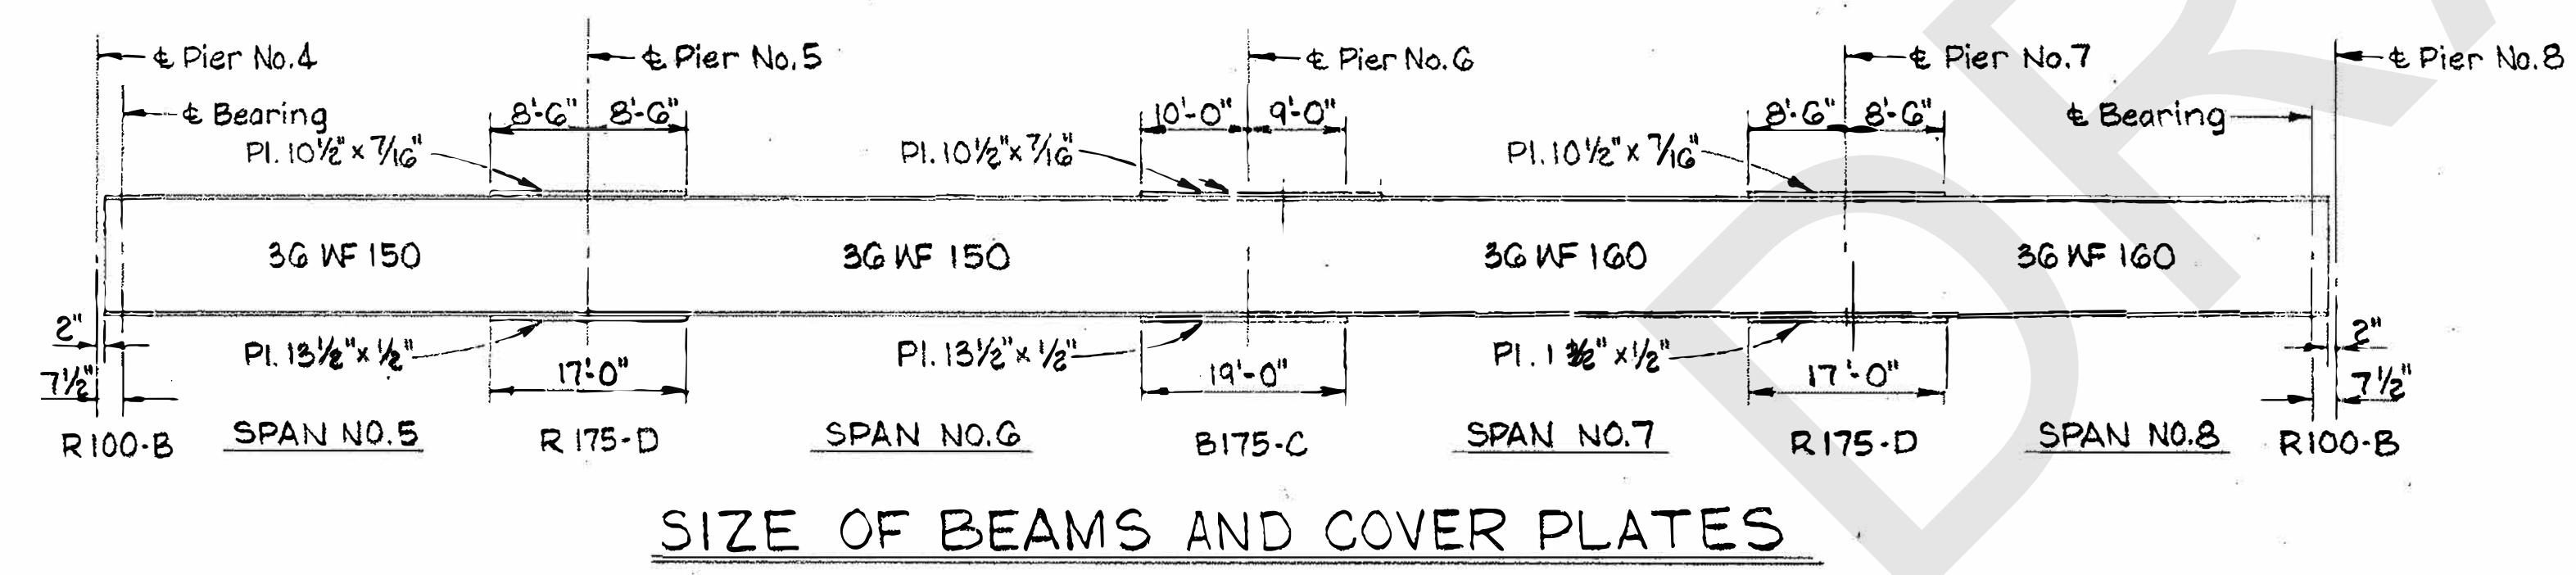 ℄ Pier No.4
℄ Pier No.5
℄ Pier No.6
℄ Pier No.7
℄ Pier No.8
℄ Bearing
8'-6" 8'-6"
10'-0" 9'-0"
8'-6" 8'-6"
℄ Bearing
Pl. 10½" x 7/16"
Pl. 10½" x 7/16"
Pl. 10½" x 7/16"
36 WF 150
36 WF 150
36 WF 160
36 WF 160
2"
7½"
Pl. 13½" x ½"
17'-0"
Pl. 13½" x ½"
19'-0"
Pl. x ½"
17'-0"
2"
7½"
R100-B
SPAN NO.5
R175-D
SPAN NO.6
B175-C
SPAN NO.7
R175-D
SPAN NO.8
R100-B
SIZE OF BEAMS AND COVER PLATES